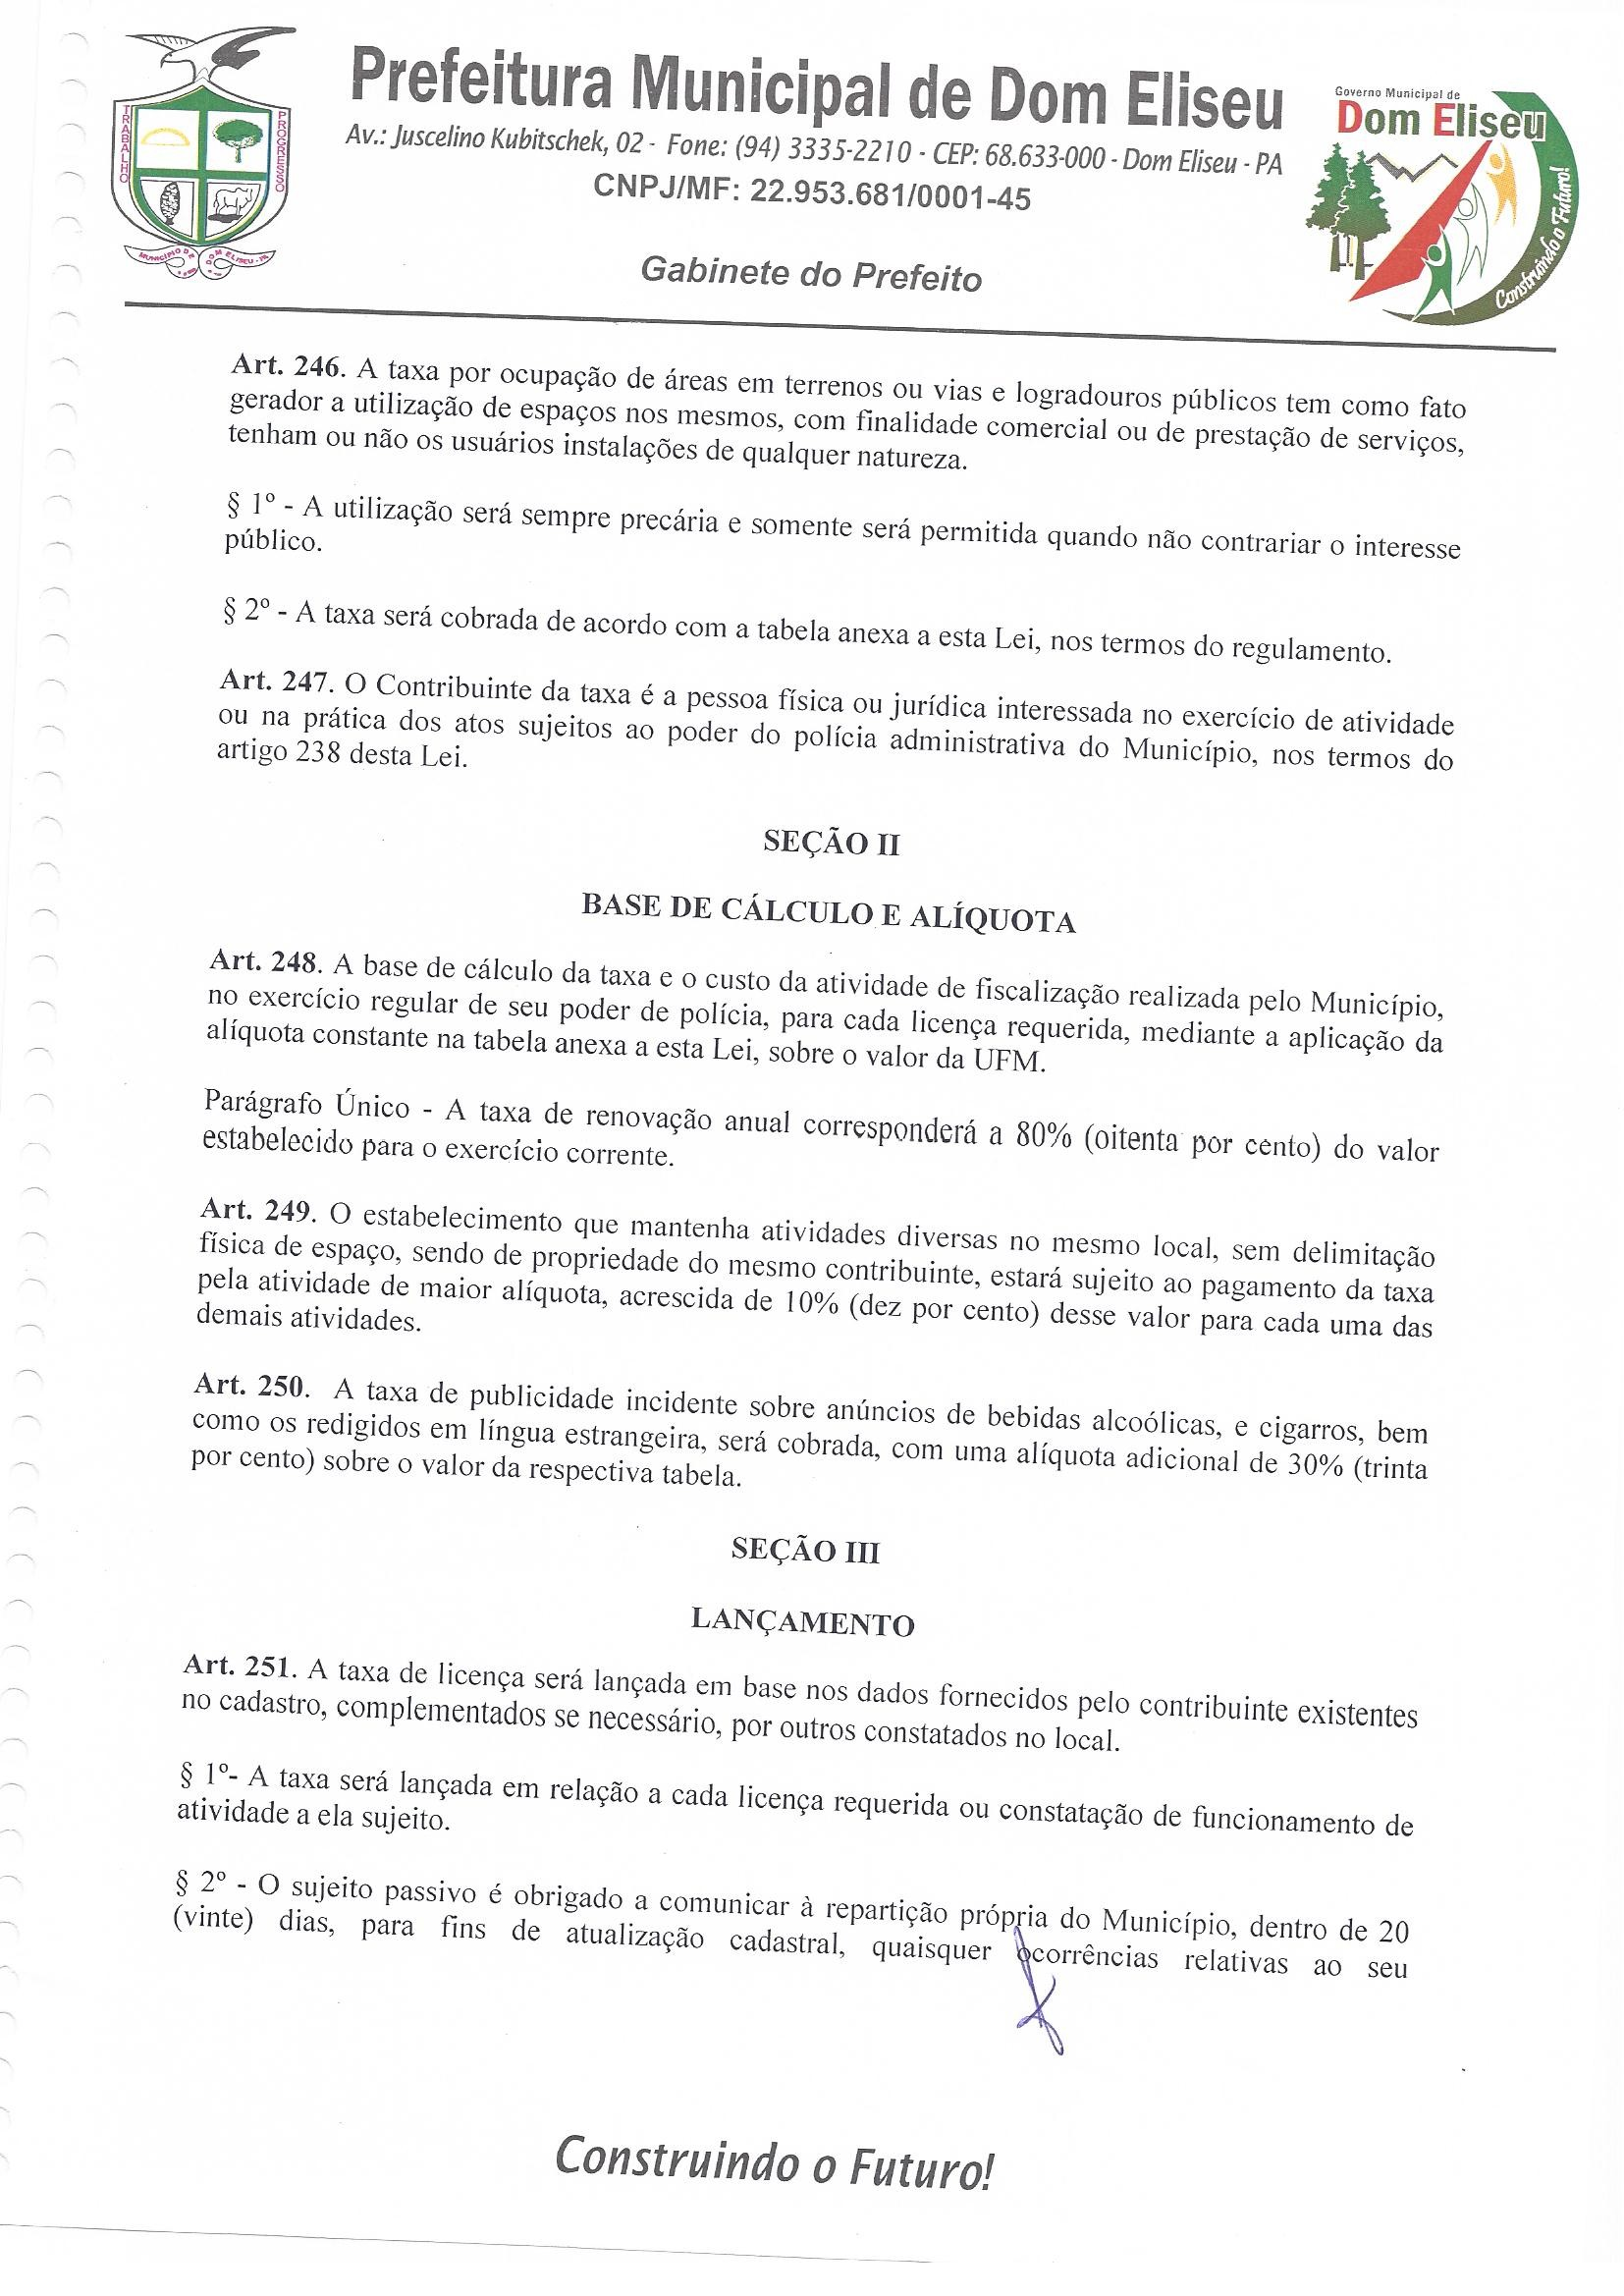 Prefeitura Municipal de Dom Eliseu
Av.: Juscelino Kubitschek, 02 - Fone: (94) 3335-2210 - CEP: 68.633-000 - Dom Eliseu - PA
CNPJ/MF: 22.953.681/0001-45
Gabinete do Prefeito
TRABALHO
PROGRESSO
MUNICÍPIO DE DOM ELISEU - PA
Governo Municipal de
Dom Eliseu
Construindo o Futuro!
Art. 246. A taxa por ocupação de áreas em terrenos ou vias e logradouros públicos tem como fato
gerador a utilização de espaços nos mesmos, com finalidade comercial ou de prestação de serviços,
tenham ou não os usuários instalações de qualquer natureza.
§ 1º - A utilização será sempre precária e somente será permitida quando não contrariar o interesse
público.
§ 2º - A taxa será cobrada de acordo com a tabela anexa a esta Lei, nos termos do regulamento.
Art. 247. O Contribuinte da taxa é a pessoa física ou jurídica interessada no exercício de atividade
ou na prática dos atos sujeitos ao poder do polícia administrativa do Município, nos termos do
artigo 238 desta Lei.
SEÇÃO II
BASE DE CÁLCULO E ALÍQUOTA
Art. 248. A base de cálculo da taxa e o custo da atividade de fiscalização realizada pelo Município,
no exercício regular de seu poder de polícia, para cada licença requerida, mediante a aplicação da
alíquota constante na tabela anexa a esta Lei, sobre o valor da UFM.
Parágrafo Único - A taxa de renovação anual corresponderá a 80% (oitenta por cento) do valor
estabelecido para o exercício corrente.
Art. 249. O estabelecimento que mantenha atividades diversas no mesmo local, sem delimitação
física de espaço, sendo de propriedade do mesmo contribuinte, estará sujeito ao pagamento da taxa
pela atividade de maior alíquota, acrescida de 10% (dez por cento) desse valor para cada uma das
demais atividades.
Art. 250. A taxa de publicidade incidente sobre anúncios de bebidas alcoólicas, e cigarros, bem
como os redigidos em língua estrangeira, será cobrada, com uma alíquota adicional de 30% (trinta
por cento) sobre o valor da respectiva tabela.
SEÇÃO III
LANÇAMENTO
Art. 251. A taxa de licença será lançada em base nos dados fornecidos pelo contribuinte existentes
no cadastro, complementados se necessário, por outros constatados no local.
§ 1º- A taxa será lançada em relação a cada licença requerida ou constatação de funcionamento de
atividade a ela sujeito.
§ 2º - O sujeito passivo é obrigado a comunicar à repartição própria do Município, dentro de 20
(vinte) dias, para fins de atualização cadastral, quaisquer ocorrências relativas ao seu
Construindo o Futuro!